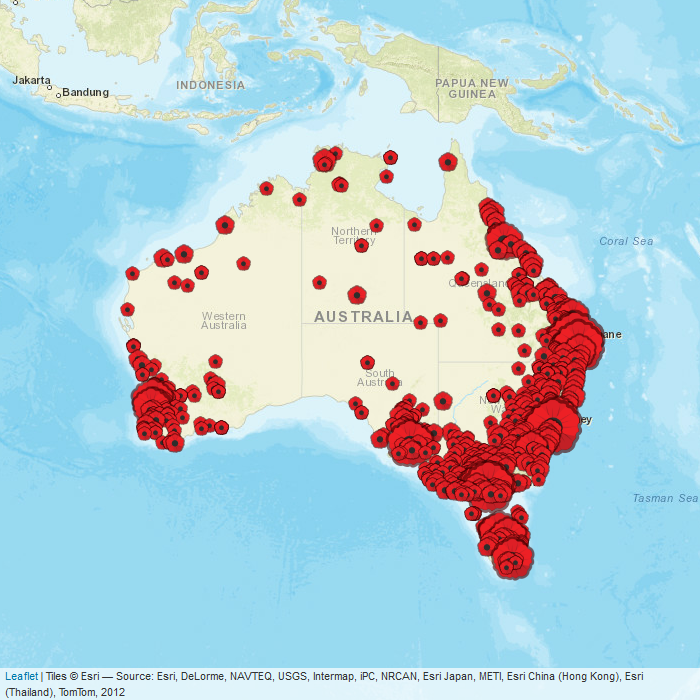 Jakarta
Bandung
INDONESIA
PAPUA NEW
GUINEA
Coral Sea
Northern
Territory
Western
Australia
AUSTRALIA
South
Tasman Sea
Leaflet | Tiles © Esri — Source: Esri, DeLorme, NAVTEQ, USGS, Intermap, iPC, NRCAN, Esri Japan, METI, Esri China (Hong Kong), Esri
(Thailand), TomTom, 2012